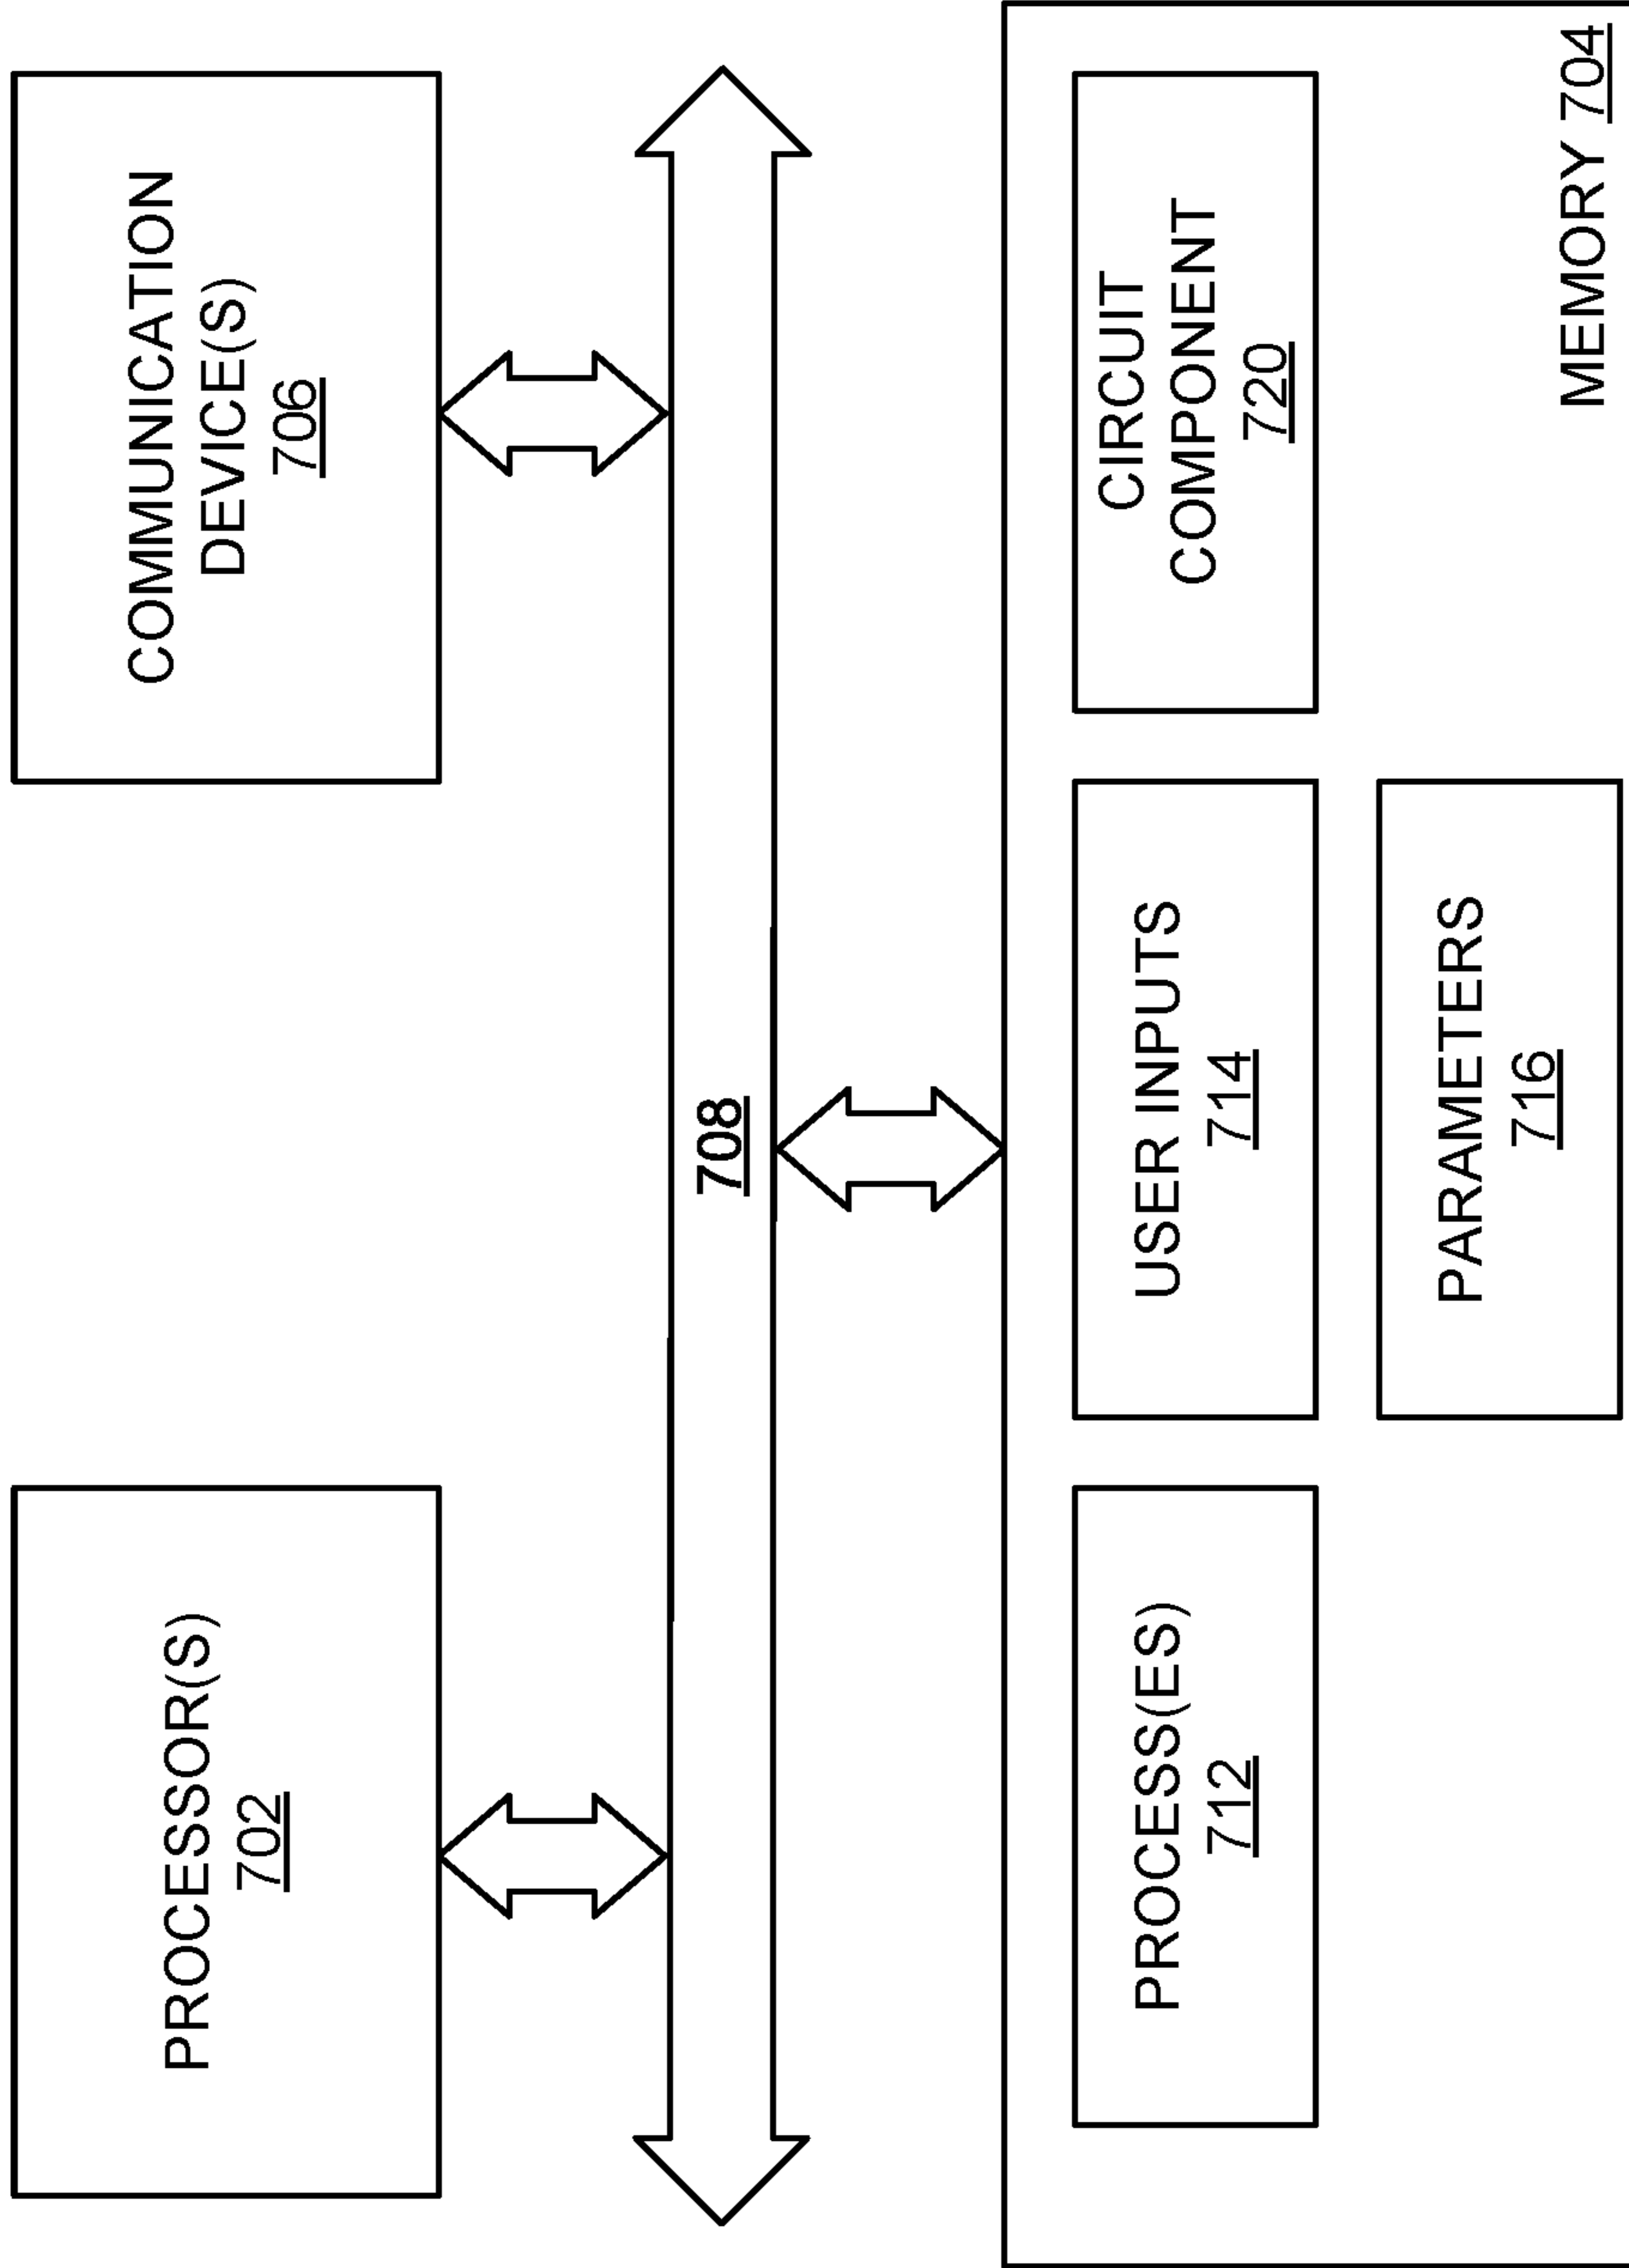 PROCESSOR(S)
702
COMMUNICATION
DEVICE(S)
706
708
PROCESS(ES)
712
USER INPUTS
714
CIRCUIT
COMPONENT
720
PARAMETERS
716
MEMORY 704